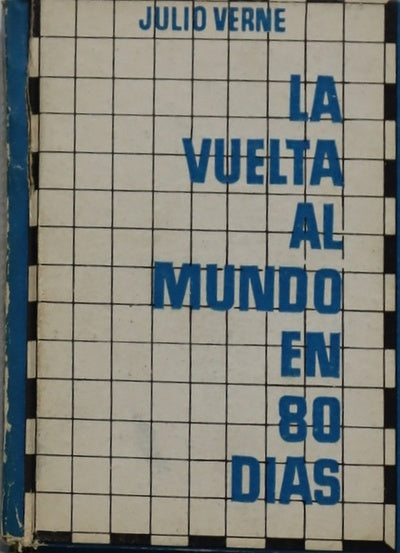 JULIO VERNE
LA
VUELTA
AL
MUNDO
EN
80
DIAS